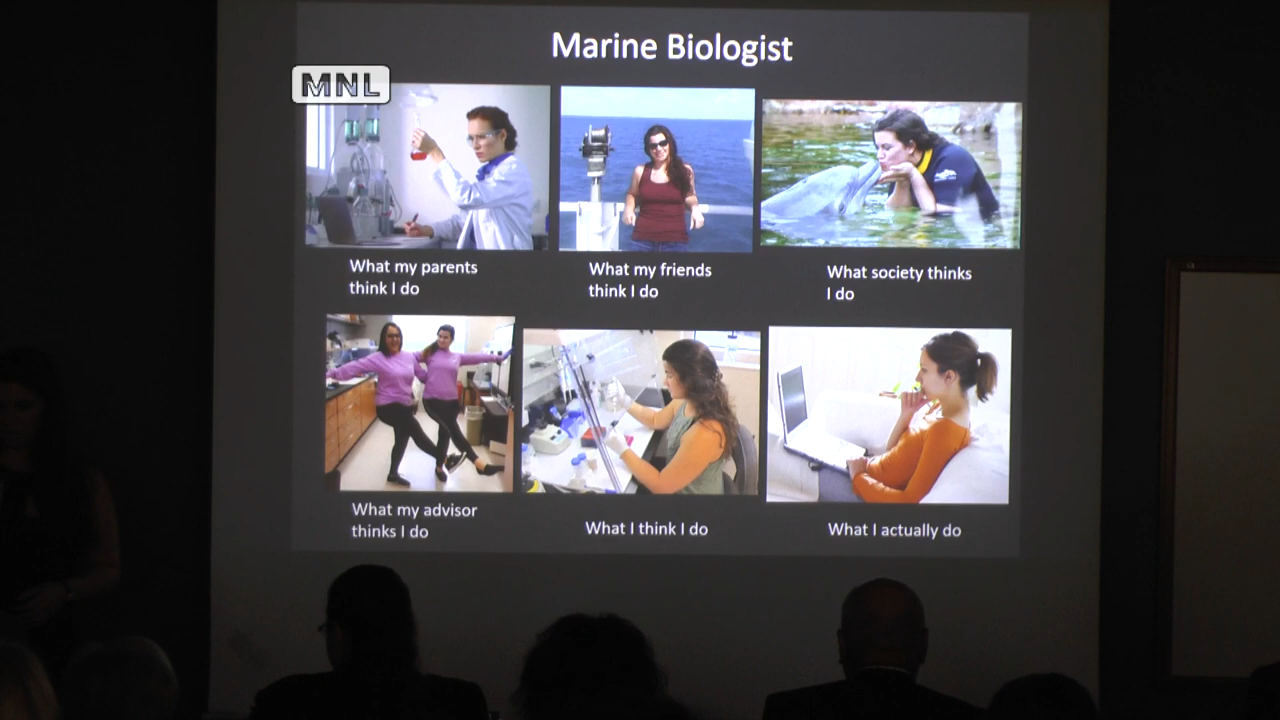 Marine Biologist
MNL
What my parents
think I do
What my friends
think I do
What society thinks
I do
What my advisor
thinks I do
What I think I do
What I actually do